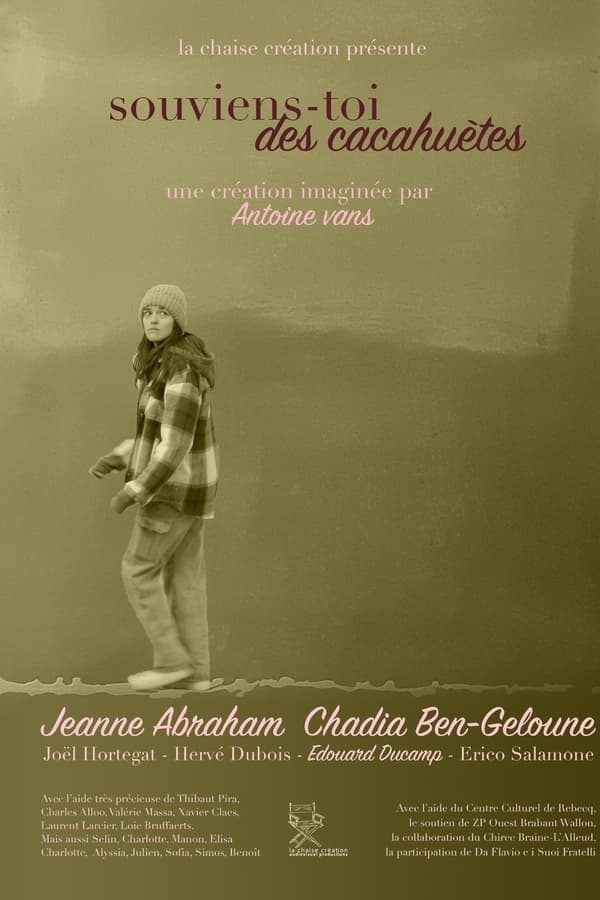 la chaise création présente
souviens-toi
des cacahuètes
une création imaginée par
Antoine vans
Jeanne Abraham Chadia Ben-Geloune
Joël Hortegat - Hervé Dubois - Edouard Ducamp - Erico Salamone
Avec l'aide très précieuse de Thibaut Pira,
Charles Alloo, Valérie Massa, Xavier Claes,
Laurent Larcier, Loïc Bruffaerts.
Mais aussi Selin, Charlotte, Manon, Elisa
Charlotte, Alyssia, Julien, Sofia, Simos, Benoît
la chaise création
audiovisual productions
Avec l'aide du Centre Culturel de Rebecq,
le soutien de ZP Ouest Brabant Wallon,
la collaboration du Chirec Braine-L'Alleud,
la participation de Da Flavio e i Suoi Fratelli